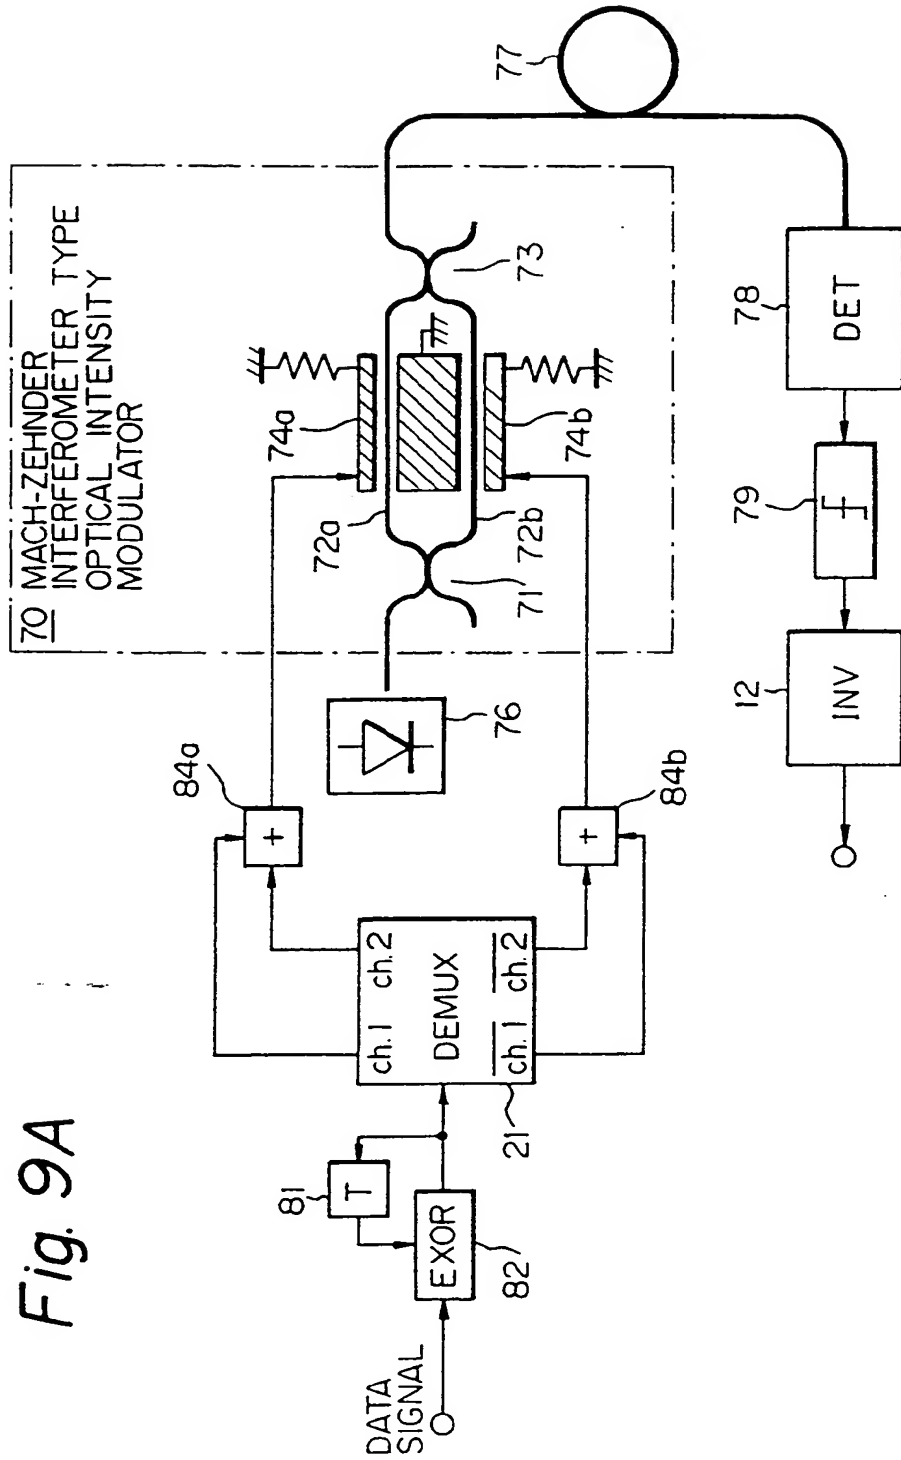 Fig. 9A
70 MACH-ZEHNDER
INTERFEROMETER TYPE
OPTICAL INTENSITY
MODULATOR
77
84a
74a
72a
73
76
71
72b
74b
84b
81
T
ch.1
ch.2
DEMUX
ch.1
ch.2
21
EXOR
82
DATA
SIGNAL
+
+
12
INV
79
78
DET